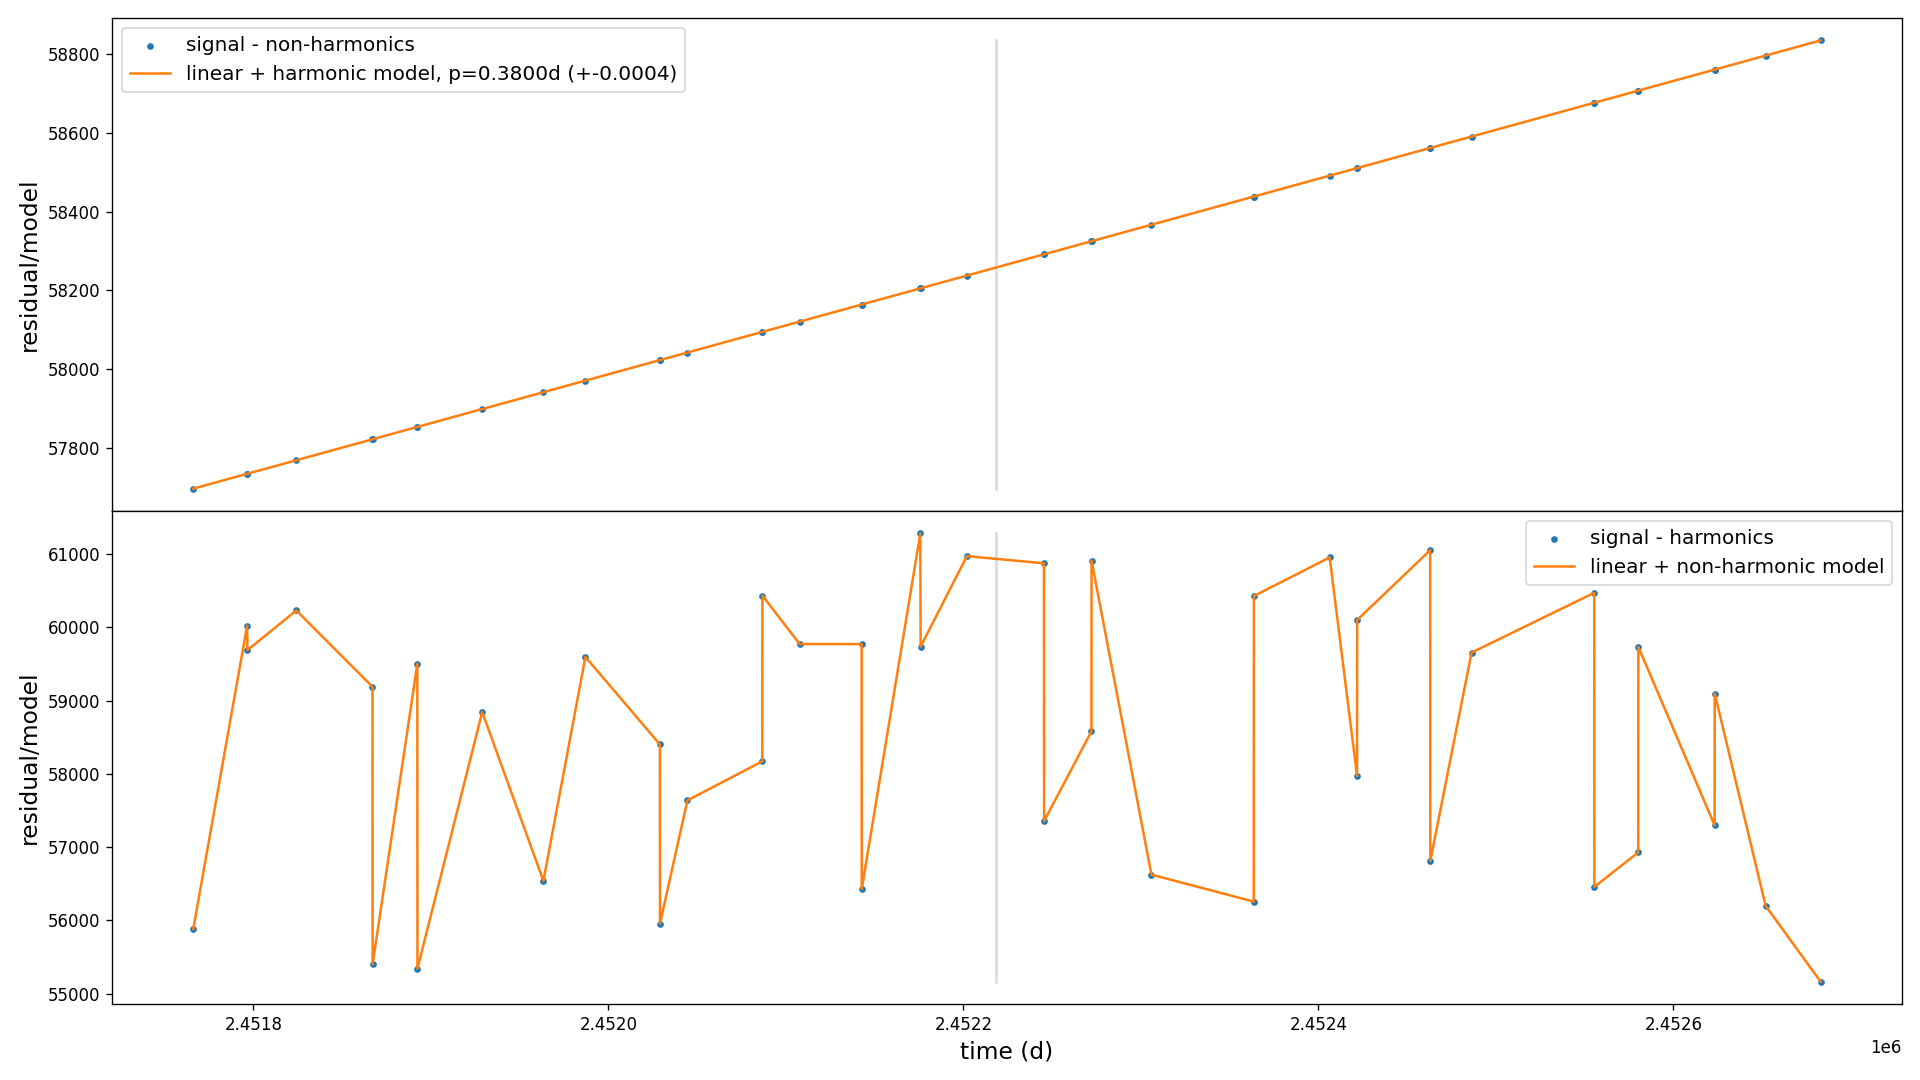 signal - non-harmonics
linear + harmonic model, p=0.3800d (+-0.0004)
58800
58600
58400
58200
58000
57800
residual/model
signal - harmonics
linear + non-harmonic model
61000
60000
59000
58000
57000
56000
55000
residual/model
2.4518
2.4520
2.4522
2.4524
2.4526
1e6
time (d)